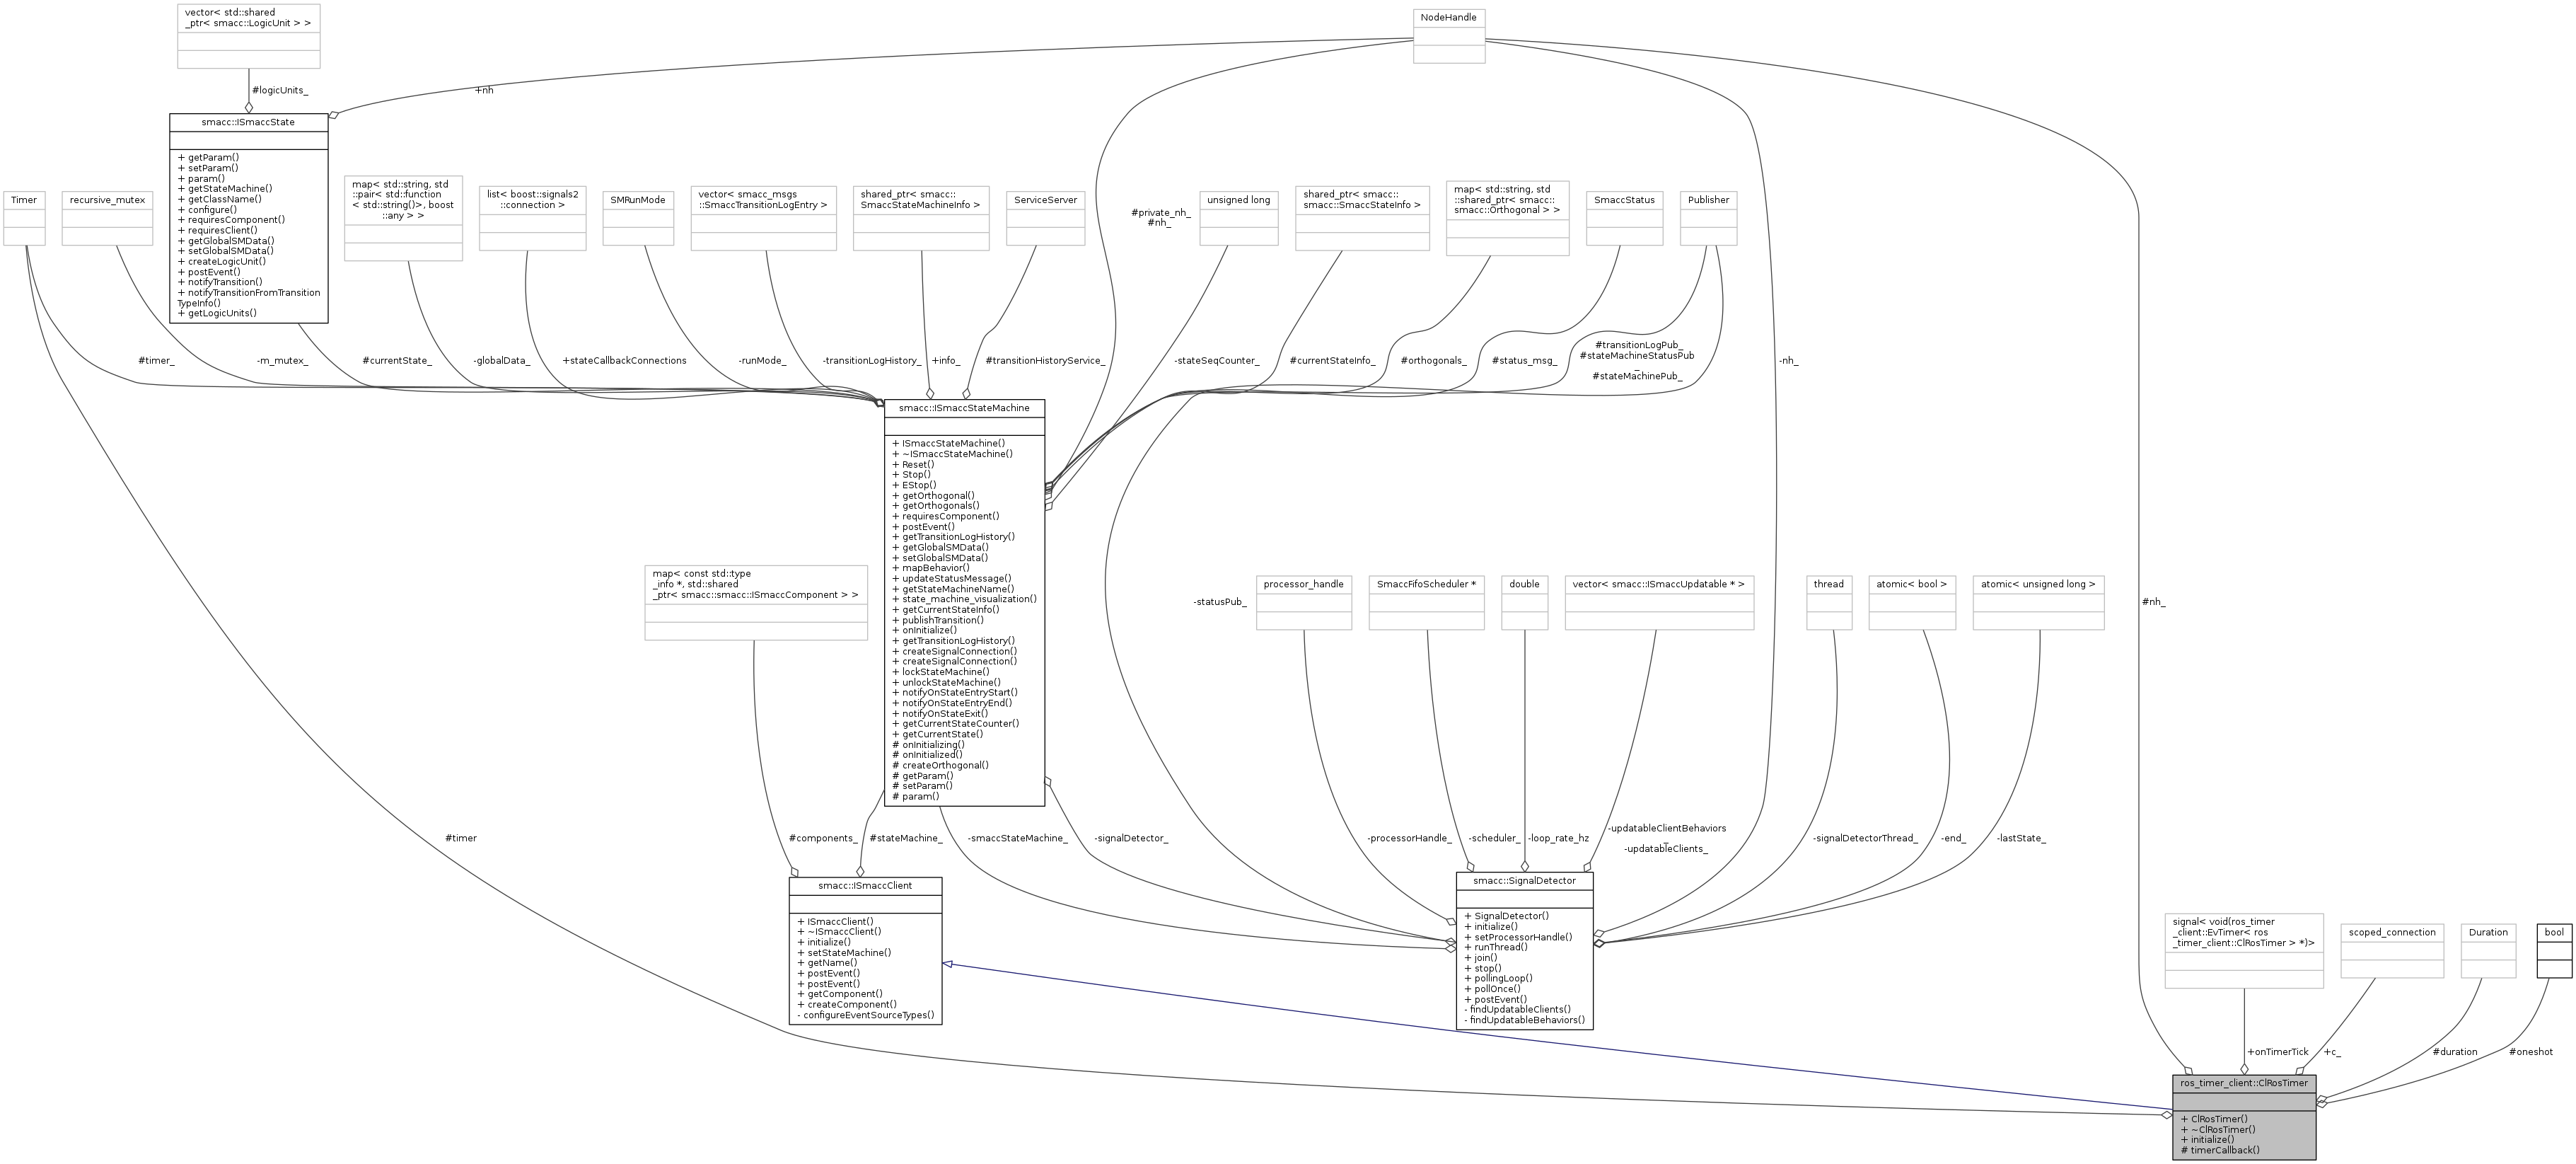 vector< std::shared
_ptr< smacc::LogicUnit > >
NodeHandle
#logicUnits_
+nh
smacc::ISmaccState
+ getParam()
+ setParam()
+ param()
+ getStateMachine()
+ getClassName()
+ configure()
+ requiresComponent()
+ requiresClient()
+ getGlobalSMData()
+ setGlobalSMData()
+ createLogicUnit()
+ postEvent()
+ notifyTransition()
+ notifyTransitionFromTransition
TypeInfo()
+ getLogicUnits()
Timer
recursive_mutex
map< std::string, std
::pair< std::function
< std::string()>, boost
::any > >
list< boost::signals2
::connection >
SMRunMode
vector< smacc_msgs
::SmaccTransitionLogEntry >
shared_ptr< smacc::
SmaccStateMachineInfo >
ServiceServer
#private_nh_
#nh_
unsigned long
shared_ptr< smacc::
smacc::SmaccStateInfo >
map< std::string, std
::shared_ptr< smacc::
smacc::Orthogonal > >
SmaccStatus
Publisher
#timer_
-m_mutex_
#currentState_
-globalData_
+stateCallbackConnections
-runMode_
-transitionLogHistory_
+info_
#transitionHistoryService_
-stateSeqCounter_
#currentStateInfo_
#orthogonals_
#status_msg_
#transitionLogPub_
#stateMachineStatusPub
_
#stateMachinePub_
-nh_
smacc::ISmaccStateMachine
+ ISmaccStateMachine()
+ ~ISmaccStateMachine()
+ Reset()
+ Stop()
+ EStop()
+ getOrthogonal()
+ getOrthogonals()
+ requiresComponent()
+ postEvent()
+ getTransitionLogHistory()
+ getGlobalSMData()
+ setGlobalSMData()
+ mapBehavior()
+ updateStatusMessage()
+ getStateMachineName()
+ state_machine_visualization()
+ getCurrentStateInfo()
+ publishTransition()
+ onInitialize()
+ getTransitionLogHistory()
+ createSignalConnection()
+ createSignalConnection()
+ lockStateMachine()
+ unlockStateMachine()
+ notifyOnStateEntryStart()
+ notifyOnStateEntryEnd()
+ notifyOnStateExit()
+ getCurrentStateCounter()
+ getCurrentState()
# onInitializing()
# onInitialized()
# createOrthogonal()
# getParam()
# setParam()
# param()
map< const std::type
_info *, std::shared
_ptr< smacc::smacc::ISmaccComponent > >
-statusPub_
processor_handle
SmaccFifoScheduler *
double
vector< smacc::ISmaccUpdatable * >
thread
atomic< bool >
atomic< unsigned long >
#nh_
#timer
#components_
#stateMachine_
-smaccStateMachine_
-signalDetector_
-processorHandle_
-scheduler_
-loop_rate_hz
-updatableClientBehaviors
_
-updatableClients_
-signalDetectorThread_
-end_
-lastState_
smacc::ISmaccClient
+ ISmaccClient()
+ ~ISmaccClient()
+ initialize()
+ setStateMachine()
+ getName()
+ postEvent()
+ postEvent()
+ getComponent()
+ createComponent()
- configureEventSourceTypes()
smacc::SignalDetector
+ SignalDetector()
+ initialize()
+ setProcessorHandle()
+ runThread()
+ join()
+ stop()
+ pollingLoop()
+ pollOnce()
+ postEvent()
- findUpdatableClients()
- findUpdatableBehaviors()
signal< void(ros_timer
_client::EvTimer< ros
_timer_client::ClRosTimer > *)>
scoped_connection
Duration
bool
+onTimerTick
+c_
#duration
#oneshot
ros_timer_client::ClRosTimer
+ ClRosTimer()
+ ~ClRosTimer()
+ initialize()
# timerCallback()